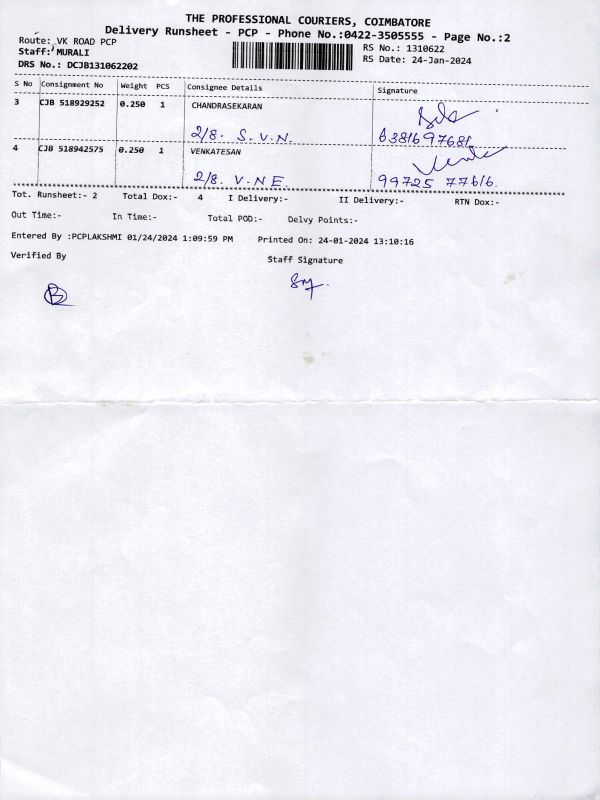 THE PROFESSIONAL COURIERS, COIMBATORE
Delivery Runsheet - PCP - Phone No.:0422-3505555 - Page No.:2
Route: VK ROAD PCP
RS No.: 1310622
Staff: MURALI
RS Date: 24-Jan-2024
DRS No.: DCJB131062202
S No Consignment No Weight PCS Consignee Details Signature
3 CJB 518929252 0.250 1 CHANDRASEKARAN
2/8. S.V.N. 6381697681
4 CJB 518942575 0.250 1 VENKATESAN
2/8. V.N E. 99725 77616.
Tot. Runsheet:- 2 Total Dox:- 4 I Delivery:- II Delivery:- RTN Dox:-
Out Time:- In Time:- Total POD:- Delvy Points:-
Entered By :PCPLAKSHMI 01/24/2024 1:09:59 PM Printed On: 24-01-2024 13:10:16
Verified By Staff Signature